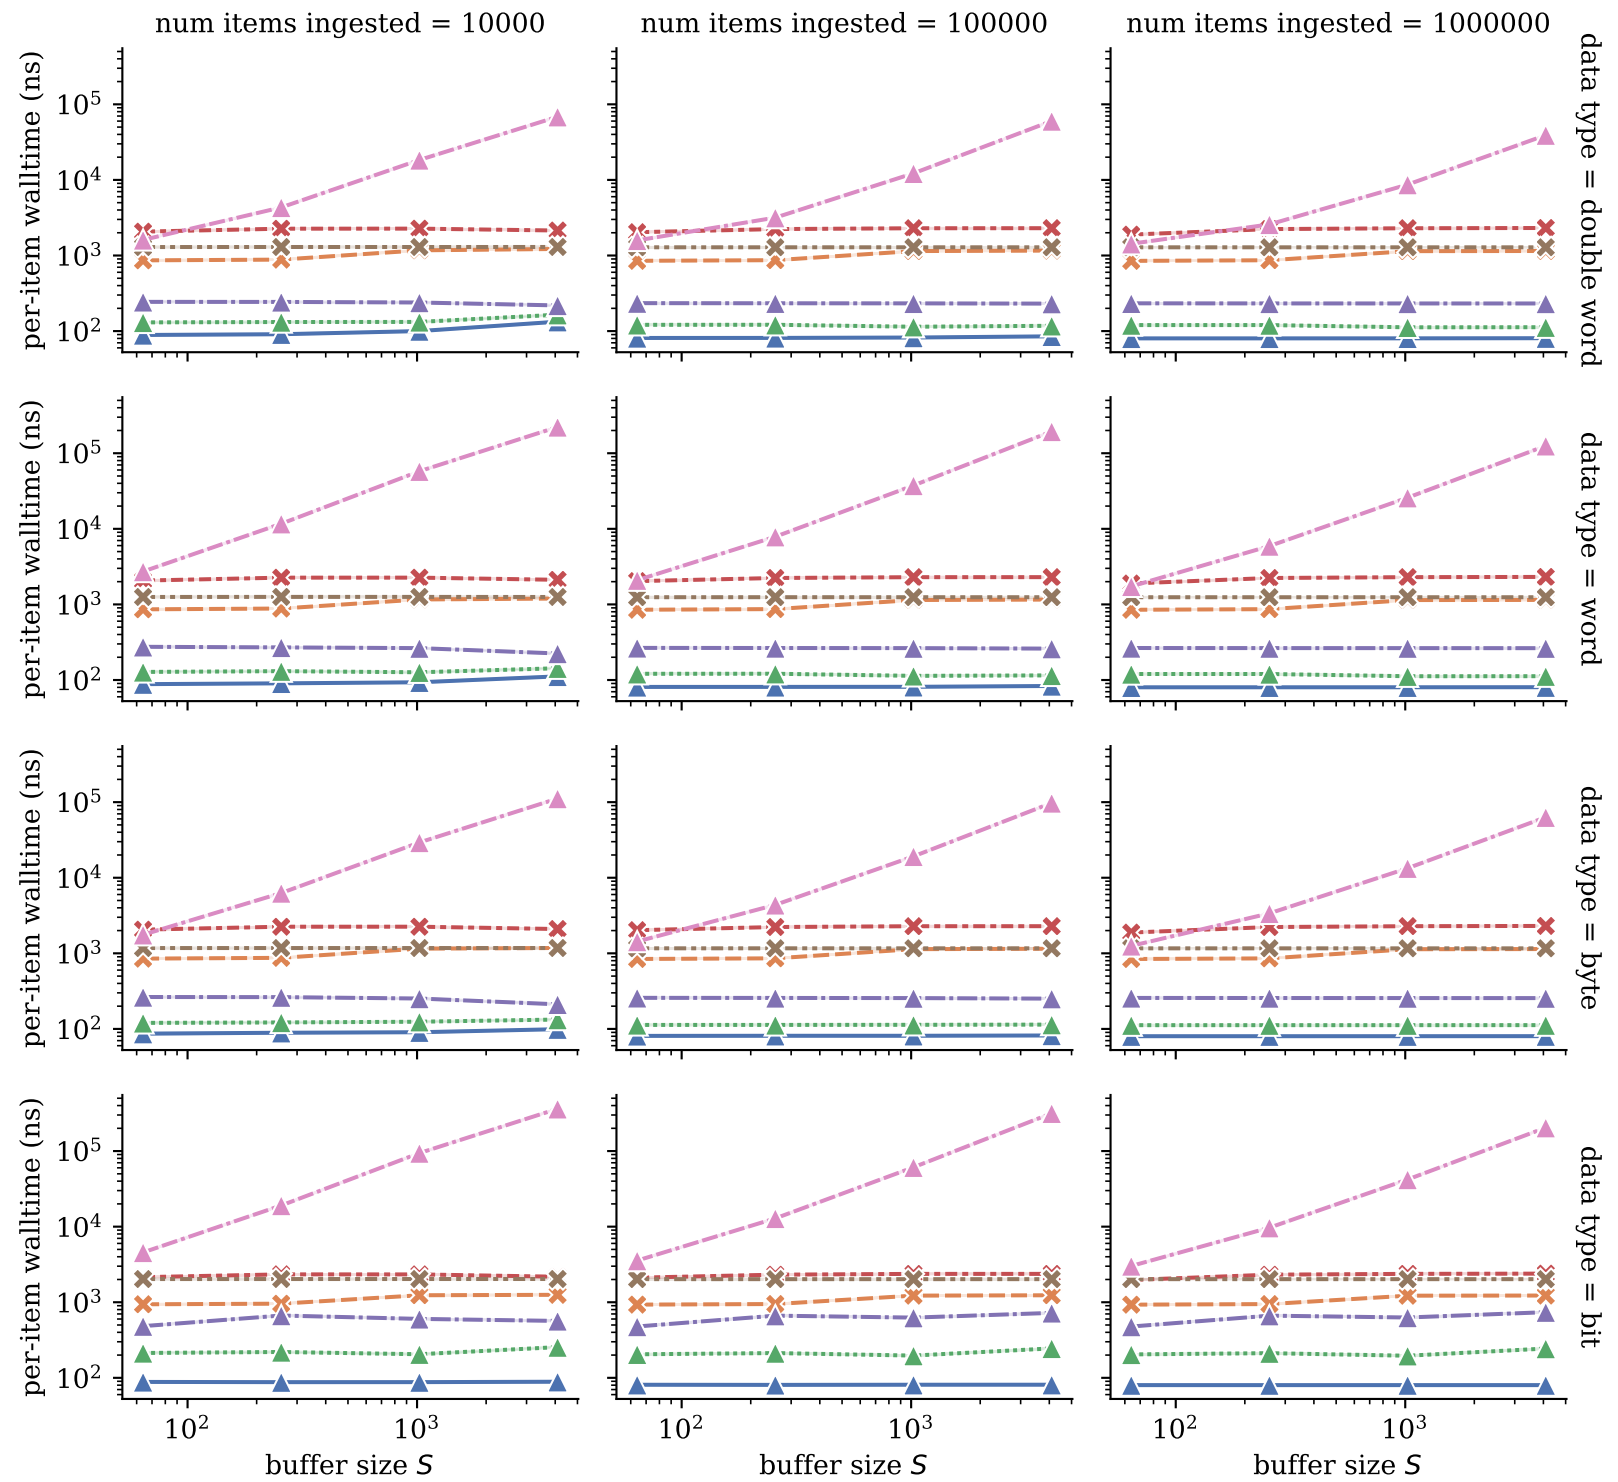 num items ingested = 10000
num items ingested = 100000
num items ingested = 1000000
per-item walltime (ns)
10⁵
10⁴
10³
10²
data type = double word
per-item walltime (ns)
10⁵
10⁴
10³
10²
data type = word
per-item walltime (ns)
10⁵
10⁴
10³
10²
data type = byte
per-item walltime (ns)
10⁵
10⁴
10³
10²
data type = bit
10² 10³
10² 10³
10² 10³
buffer size S
buffer size S
buffer size S